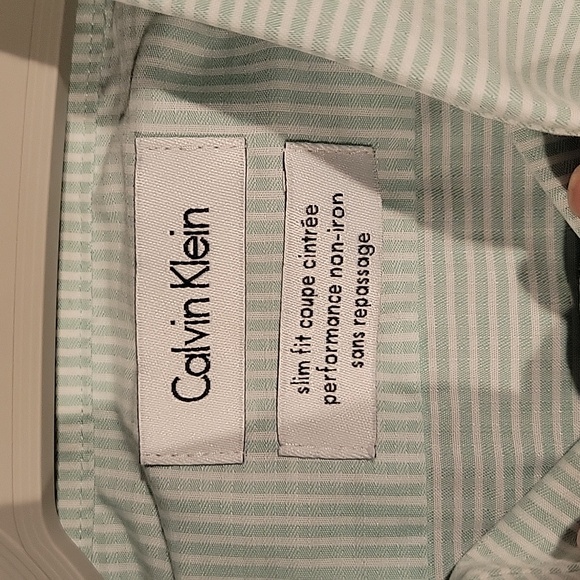 Calvin Klein
slim fit coupe cintrée
performance non-iron
sans repassage